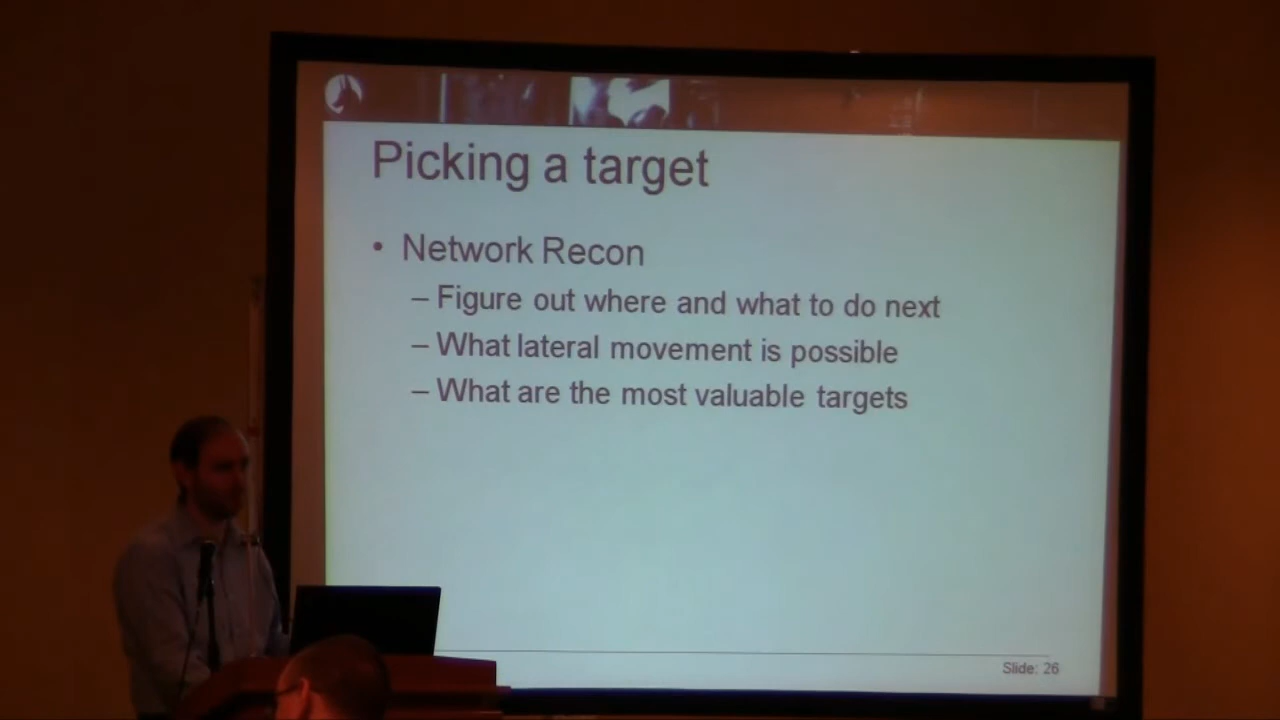 Picking a target
• Network Recon
– Figure out where and what to do next
– What lateral movement is possible
– What are the most valuable targets
Slide: 26